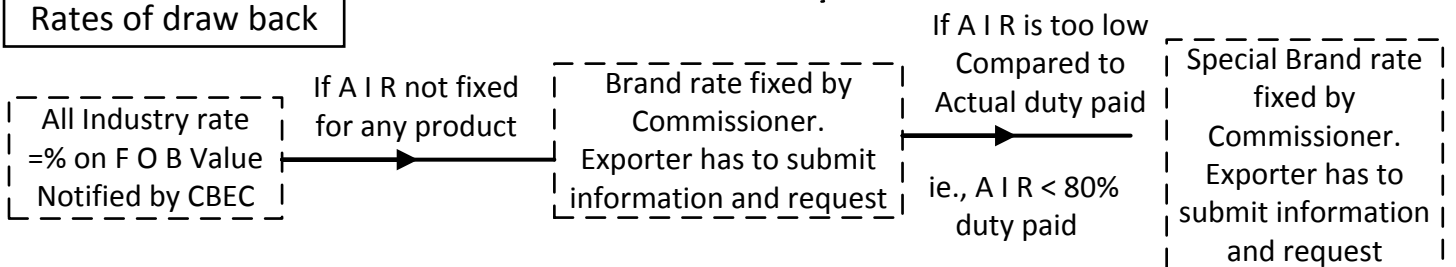 Rates of draw back
All Industry rate
=% on F O B Value
Notified by CBEC
If A I R not fixed
for any product
Brand rate fixed by
Commissioner.
Exporter has to submit
information and request
If A I R is too low
Compared to
Actual duty paid
ie., A I R < 80%
duty paid
Special Brand rate
fixed by
Commissioner.
Exporter has to
submit information
and request